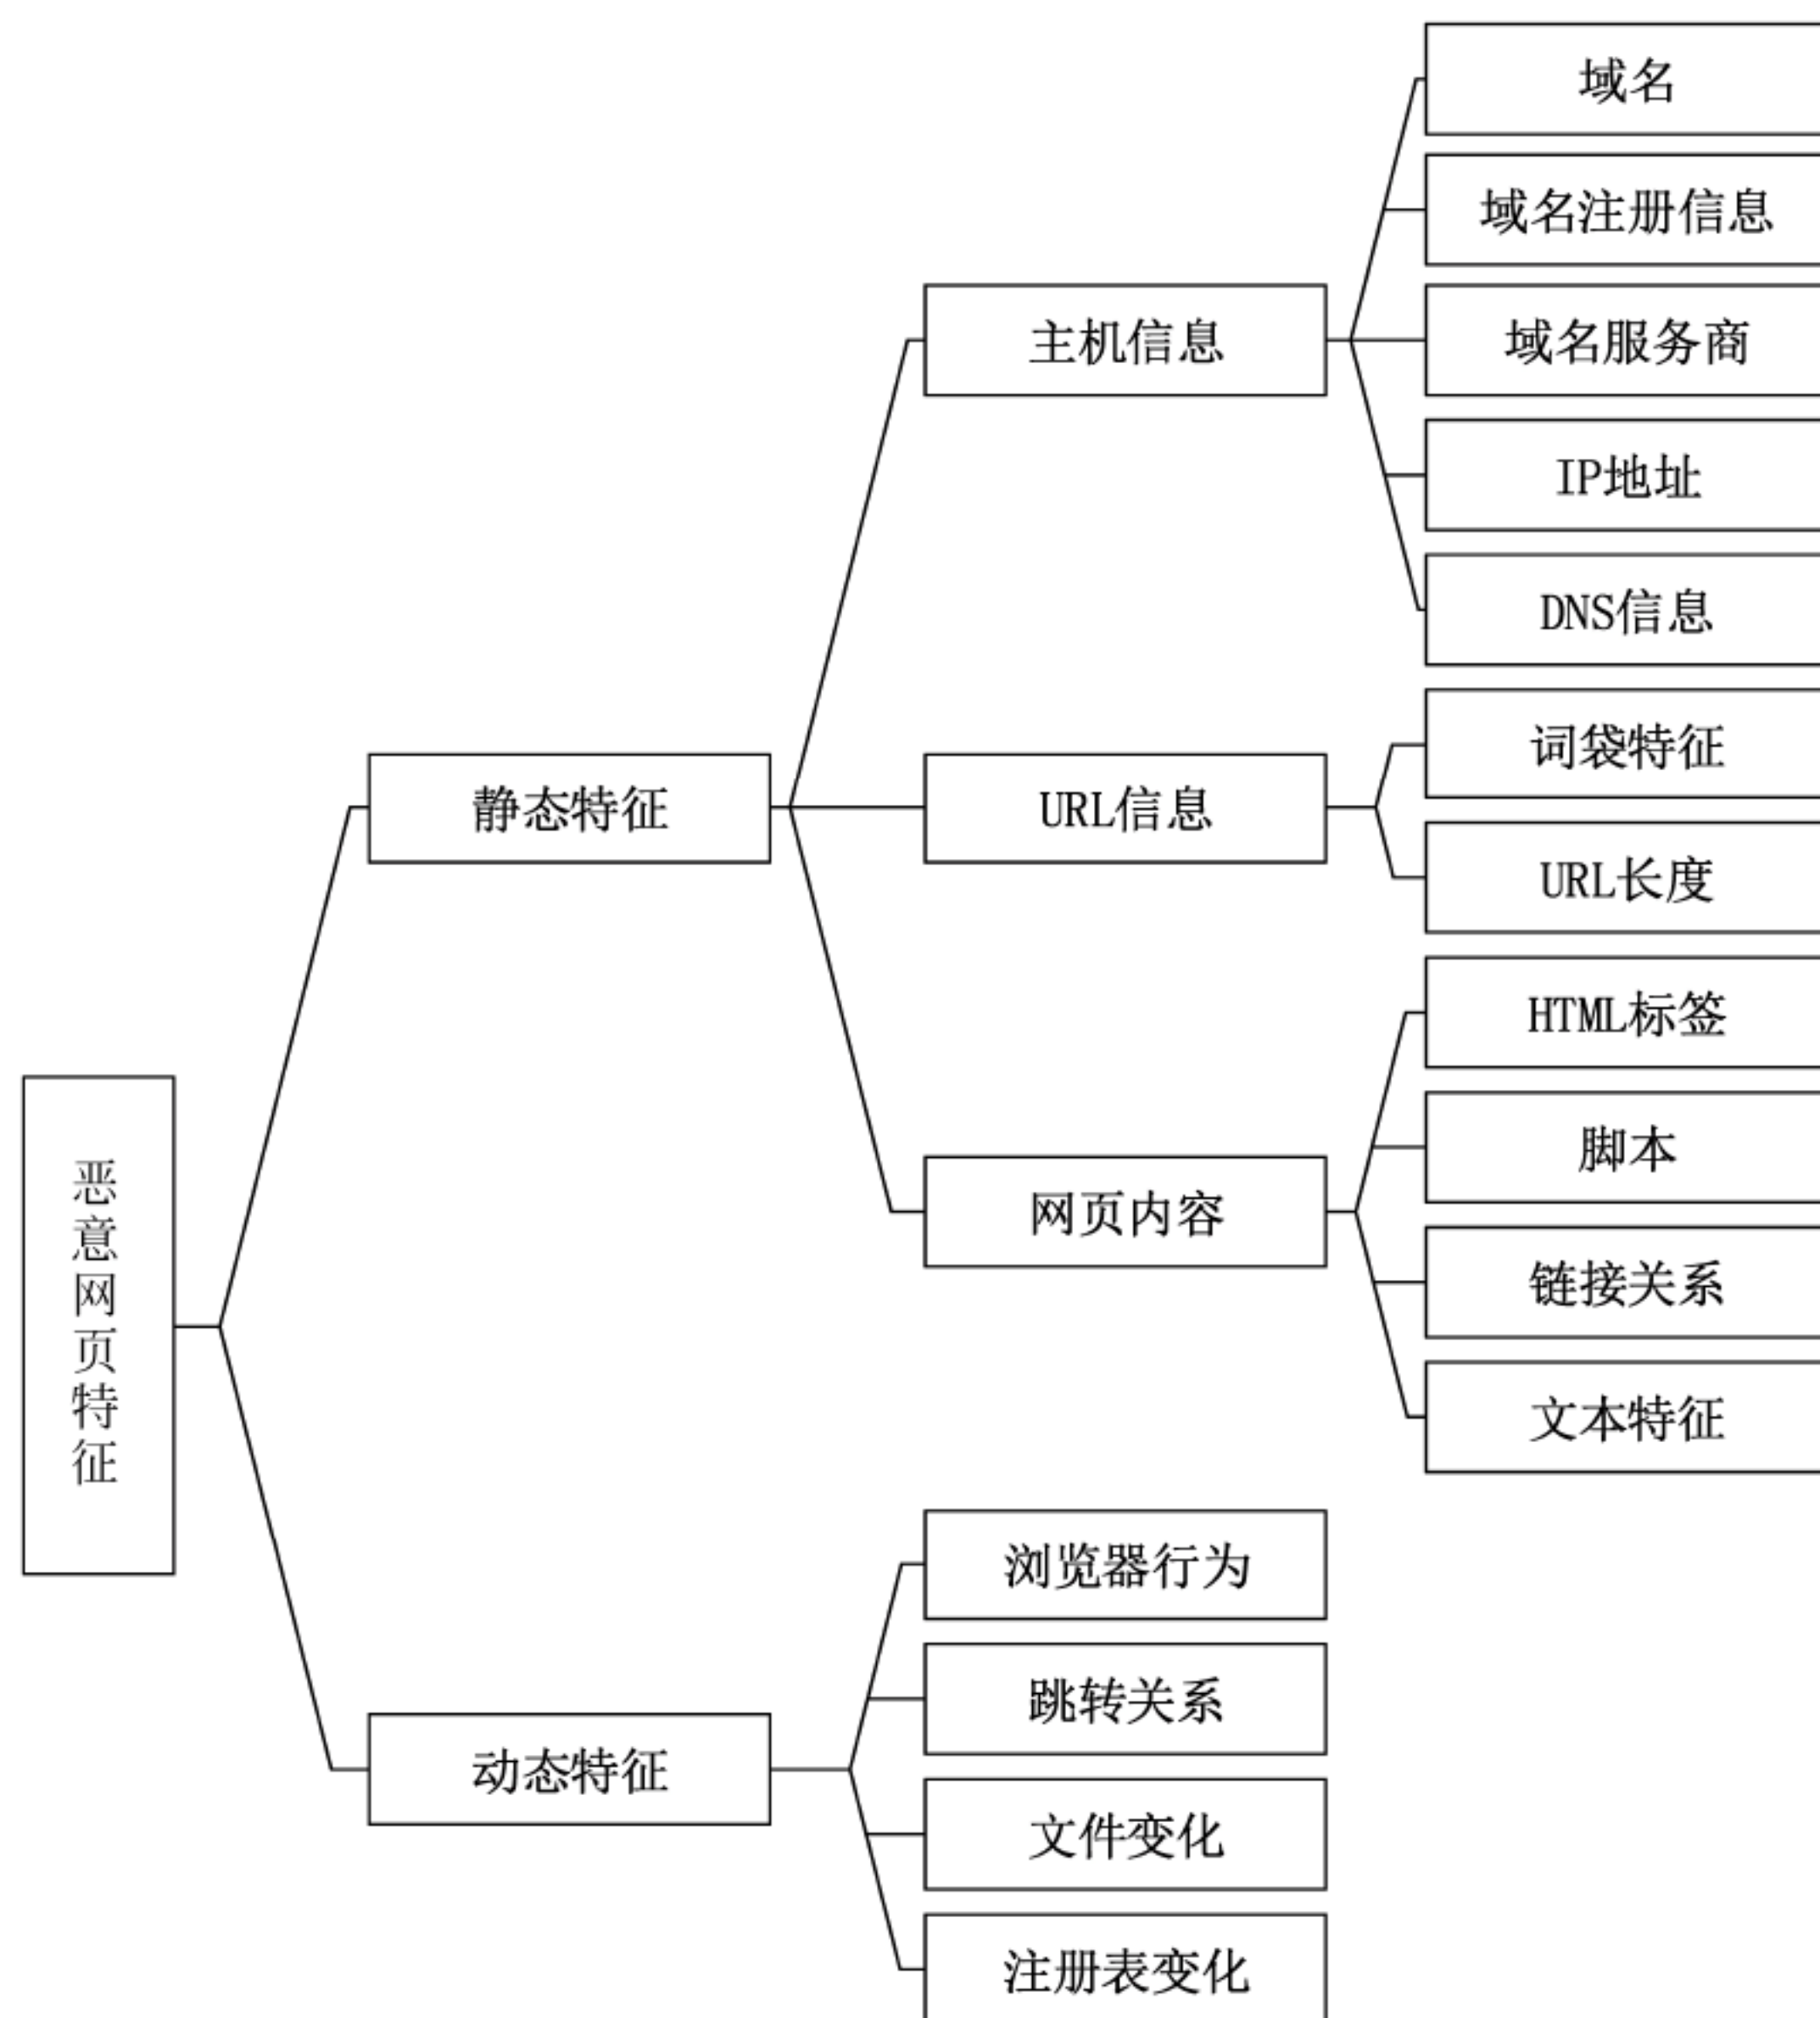 恶意网页特征
静态特征
主机信息
域名
域名注册信息
域名服务商
IP地址
DNS信息
URL信息
词袋特征
URL长度
网页内容
HTML标签
脚本
链接关系
文本特征
动态特征
浏览器行为
跳转关系
文件变化
注册表变化